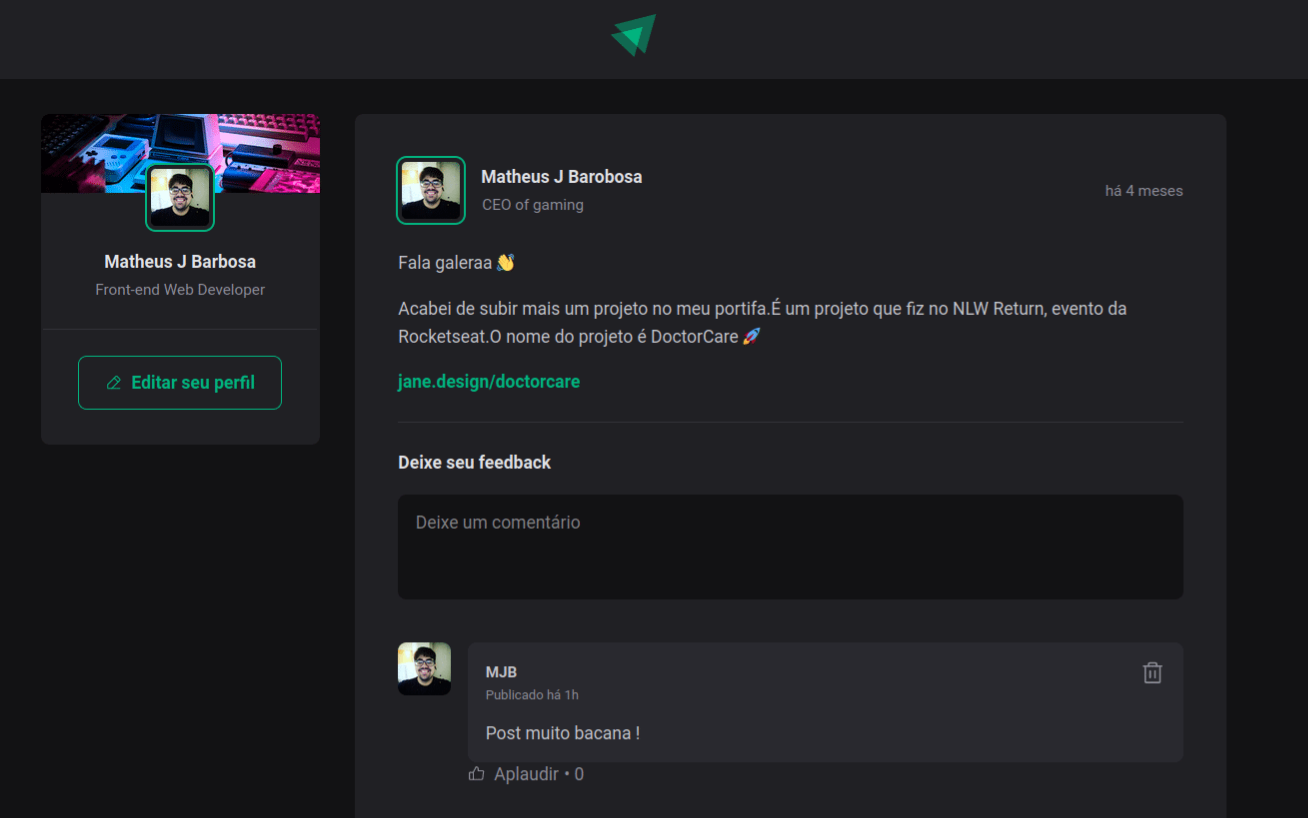 Matheus J Barbosa
Front-end Web Developer
Editar seu perfil
Matheus J Barobosa
CEO of gaming
há 4 meses
Fala galeraa 👋
Acabei de subir mais um projeto no meu portifa.É um projeto que fiz no NLW Return, evento da
Rocketseat.O nome do projeto é DoctorCare 🚀
jane.design/doctorcare
Deixe seu feedback
Deixe um comentário
MJB
Publicado há 1h
Post muito bacana !
Aplaudir • 0